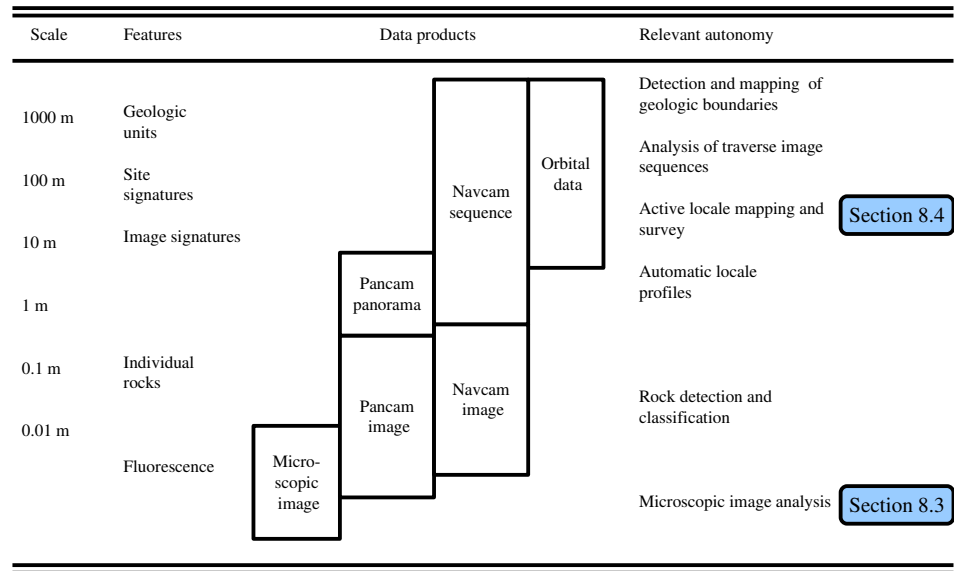 Scale Features Data products Relevant autonomy
Detection and mapping of
geologic boundaries
1000 m
Geologic
units
Analysis of traverse image
sequences
Orbital
data
100 m
Site
signatures
Navcam
sequence
Active locale mapping and
survey
Section 8.4
10 m
Image signatures
Automatic locale
profiles
Pancam
panorama
1 m
0.1 m
Individual
rocks
Navcam
image
Rock detection and
classification
Pancam
image
0.01 m
Fluorescence
Micro-
scopic
image
Microscopic image analysis
Section 8.3